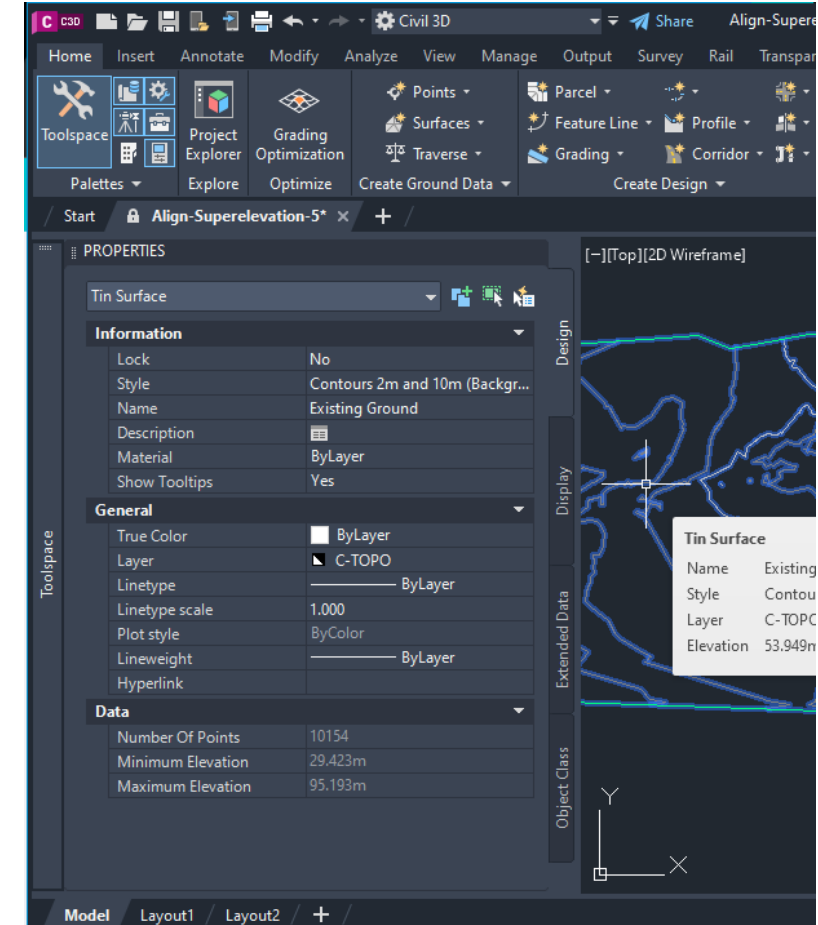 C C3D Civil 3D Share Align-Supere
Home Insert Annotate Modify Analyze View Manage Output Survey Rail Transpar
Toolspace
Project Explorer
Grading Optimization
Points
Surfaces
Traverse
Parcel
Feature Line
Grading
Profile
Corridor
Palettes Explore Optimize Create Ground Data Create Design
Start Align-Superelevation-5* × +
PROPERTIES
Tin Surface
Information
Lock No
Style Contours 2m and 10m (Backgr...
Name Existing Ground
Description
Material ByLayer
Show Tooltips Yes
General
True Color ByLayer
Layer C-TOPO
Linetype ByLayer
Linetype scale 1.000
Plot style ByColor
Lineweight ByLayer
Hyperlink
Data
Number Of Points 10154
Minimum Elevation 29.423m
Maximum Elevation 95.193m
Toolspace
Design
Display
Extended Data
Object Class
[−][Top][2D Wireframe]
Tin Surface
Name Existing
Style Contou
Layer C-TOPO
Elevation 53.949m
Y
X
Model Layout1 Layout2 +